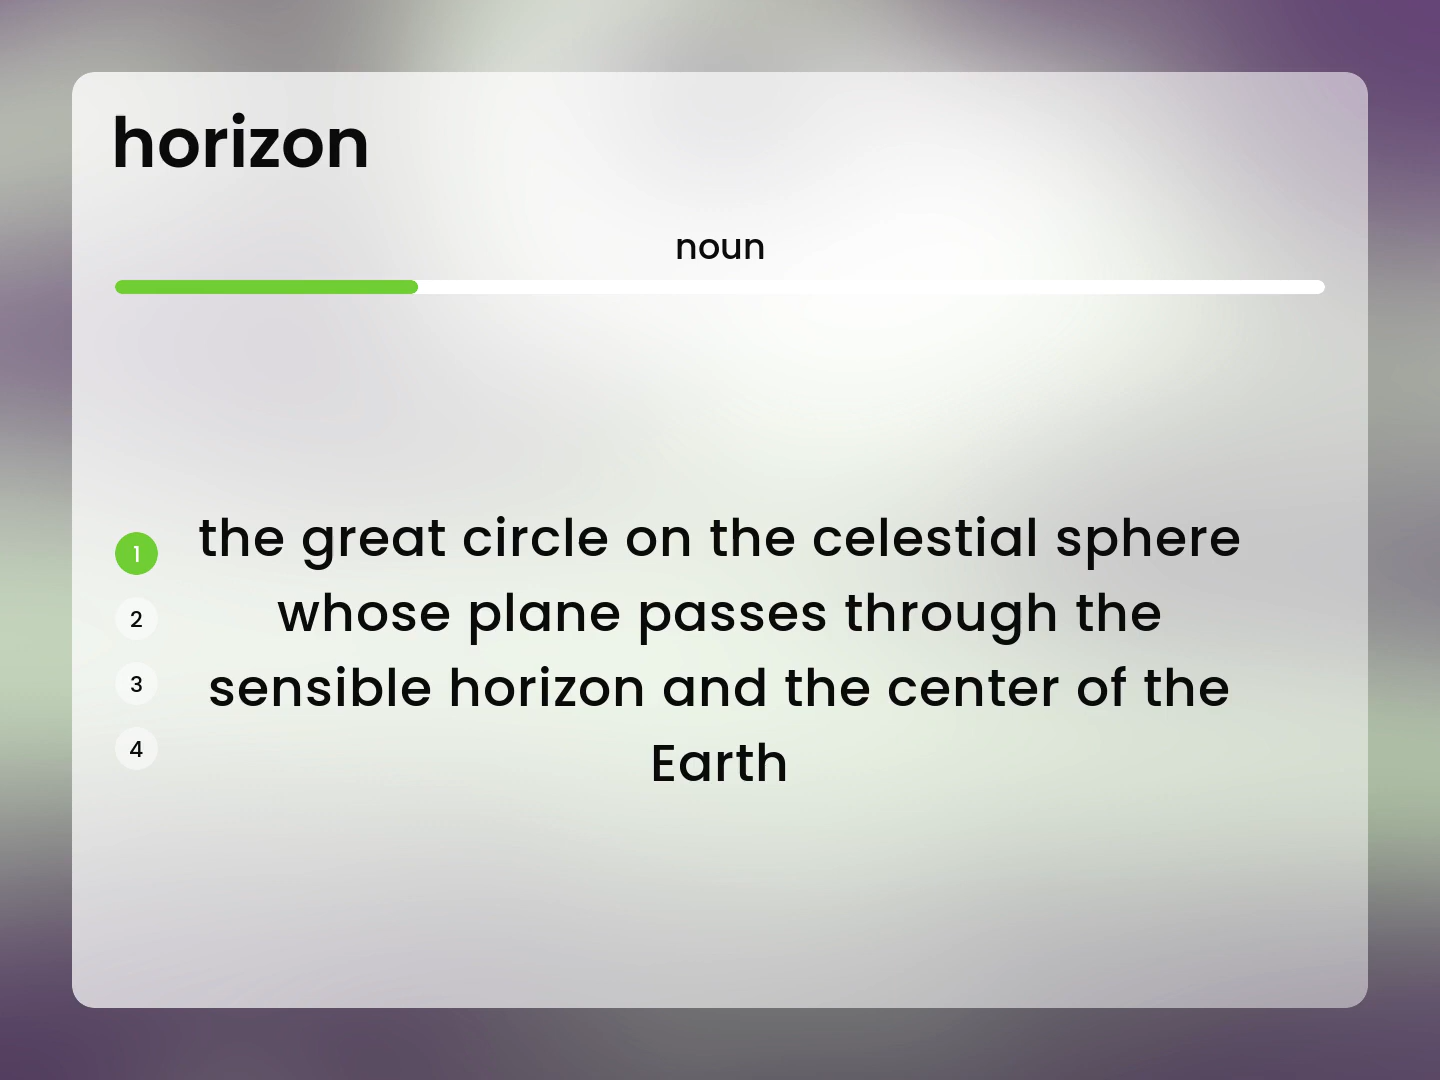 horizon
noun
the great circle on the celestial sphere
whose plane passes through the
sensible horizon and the center of the
Earth
1
2
3
4